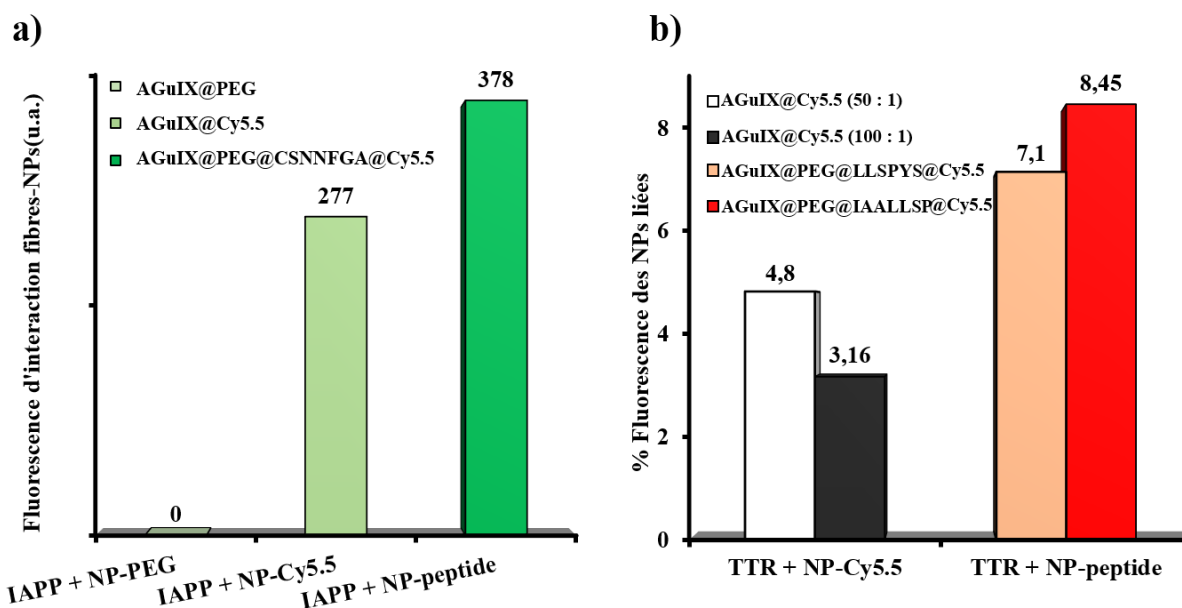 a)
Fluorescence d'interaction fibres-NPs(u.a.)
AGuIX@PEG
AGuIX@Cy5.5
AGuIX@PEG@CSNNFGA@Cy5.5
0
277
378
IAPP + NP-PEG
IAPP + NP-Cy5.5
IAPP + NP-peptide
b)
% Fluorescence des NPs liées
8
6
4
2
0
AGuIX@Cy5.5 (50 : 1)
AGuIX@Cy5.5 (100 : 1)
AGuIX@PEG@LLSPYS@Cy5.5
AGuIX@PEG@IAALLSP@Cy5.5
4,8
3,16
7,1
8,45
TTR + NP-Cy5.5
TTR + NP-peptide